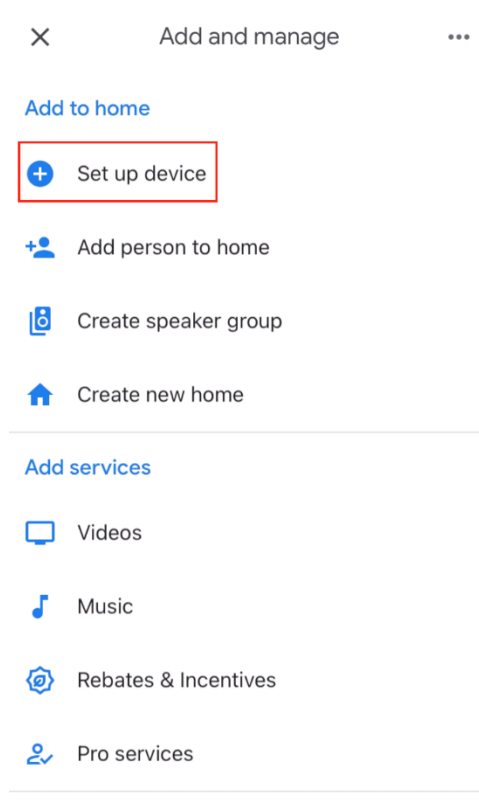 Add and manage
Add to home
Set up device
Add person to home
Create speaker group
Create new home
Add services
Videos
Music
Rebates & Incentives
Pro services